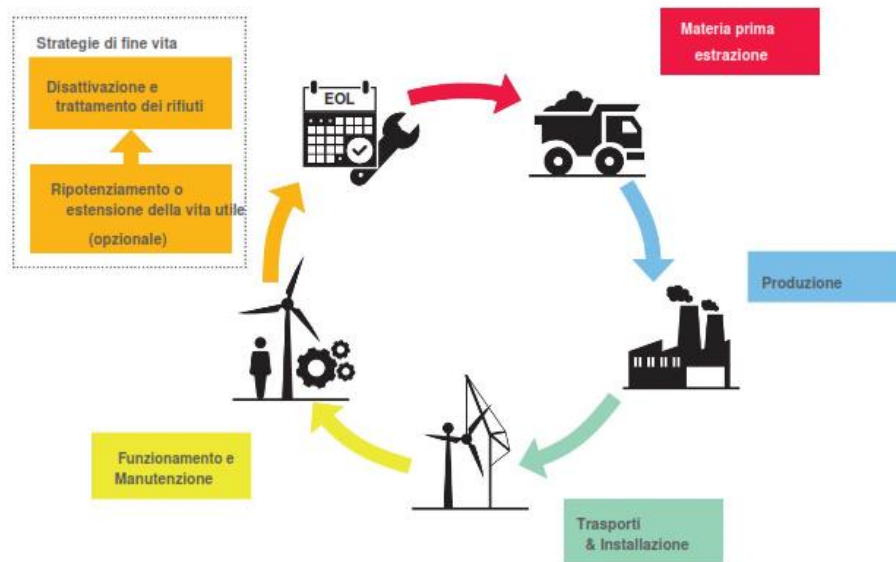 Strategie di fine vita
Disattivazione e
trattamento dei rifiuti
Ripotenziamento o
estensione della vita utile
(opzionale)
EOL
Materia prima
estrazione
Produzione
Trasporti
& Installazione
Funzionamento e
Manutenzione